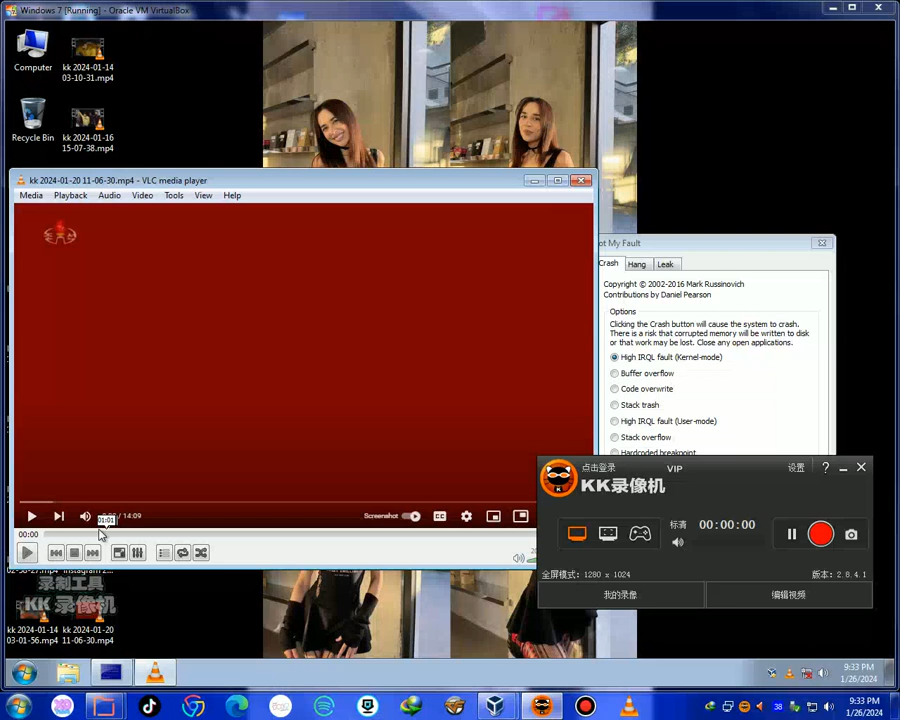 Windows 7 [Running] - Oracle VM VirtualBox
Computer
kk 2024-01-14
03-10-31.mp4
Recycle Bin
kk 2024-01-16
15-07-38.mp4
kk 2024-01-20 11-06-30.mp4 - VLC media player
Media Playback Audio Video Tools View Help
ot My Fault
Crash Hang Leak
Copyright © 2002-2016 Mark Russinovich
Contributions by Daniel Pearson
Options
Clicking the Crash button will cause the system to crash.
There is a risk that corrupted memory will be written to disk
or that work may be lost. Close any open applications.
High IRQL fault (Kernel-mode)
Buffer overflow
Code overwrite
Stack trash
High IRQL fault (User-mode)
Stack overflow
Hardcoded breakpoint
点击登录 VIP 设置 ?
KK录像机
标清 00:00:00
全屏模式: 1280 x 1024 版本: 2.8.4.1
我的录像 编辑视频
/ 14:09 Screenshot CC
01:01
00:00
录制工具
KK 录像机
kk 2024-01-14
03-01-56.mp4
kk 2024-01-20
11-06-30.mp4
9:33 PM
1/26/2024
38
9:33 PM
1/26/2024